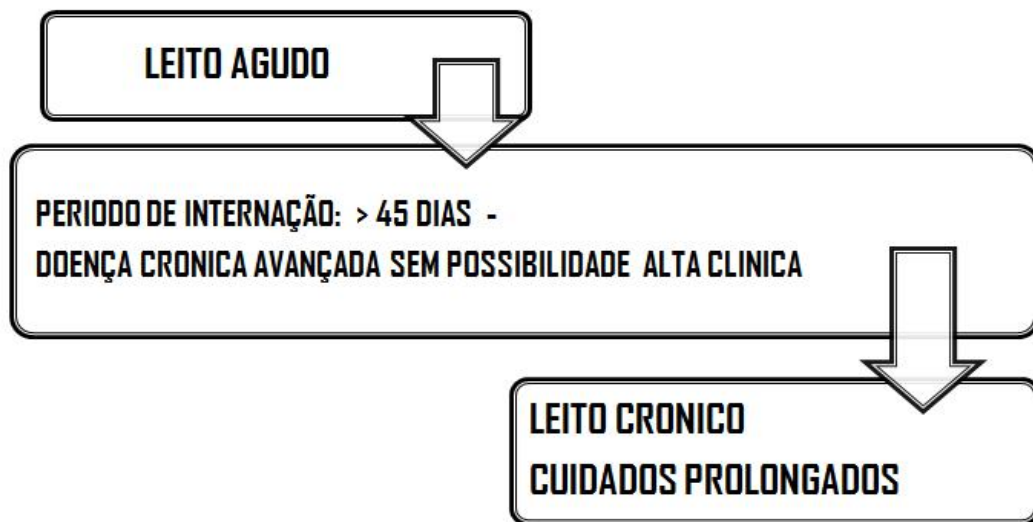 LEITO AGUDO
PERIODO DE INTERNAÇÃO: > 45 DIAS -
DOENÇA CRONICA AVANÇADA SEM POSSIBILIDADE ALTA CLINICA
LEITO CRONICO
CUIDADOS PROLONGADOS